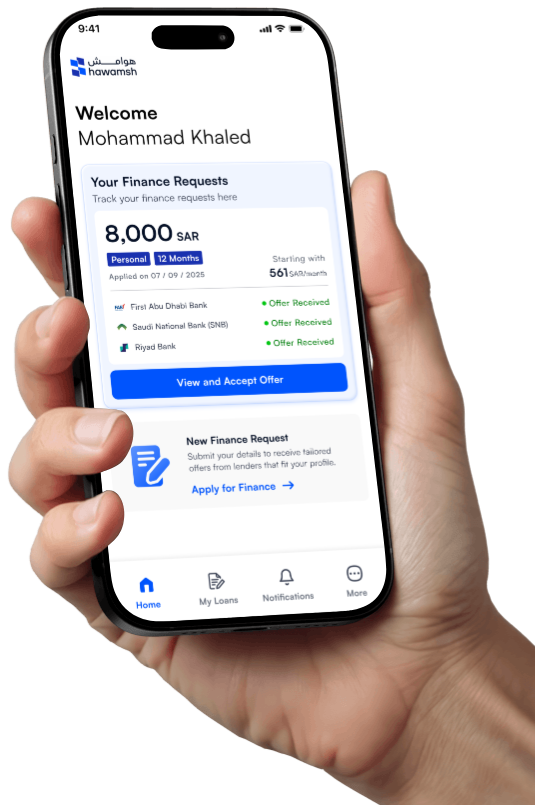 9:41
هوامــــش
hawamsh
Welcome
Mohammad Khaled
Your Finance Requests
Track your finance requests here
8,000 SAR
Personal 12 Months
Applied on 07 / 09 / 2025
Starting with
561 SAR/month
FAB First Abu Dhabi Bank
Offer Received
Saudi National Bank (SNB)
Offer Received
Riyad Bank
Offer Received
View and Accept Offer
New Finance Request
Submit your details to receive tailored
offers from lenders that fit your profile.
Apply for Finance →
Home My Loans Notifications More